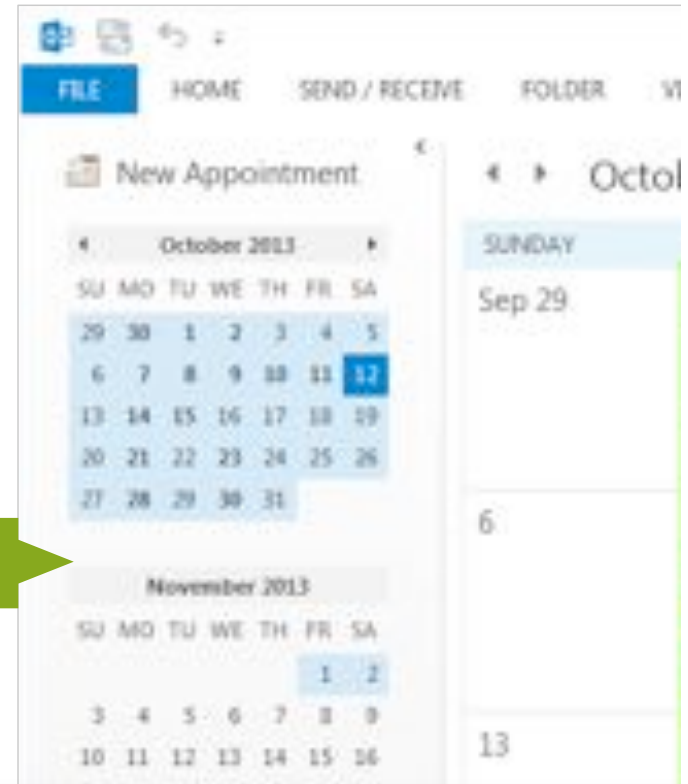 FILE HOME SEND / RECEIVE FOLDER VI
New Appointment
October 2013
SU MO TU WE TH FR SA
29 30 1 2 3 4 5
6 7 8 9 10 11 12
13 14 15 16 17 18 19
20 21 22 23 24 25 26
27 28 29 30 31
November 2013
SU MO TU WE TH FR SA
1 2
3 4 5 6 7 8 9
10 11 12 13 14 15 16
Octob
SUNDAY
Sep 29
6
13